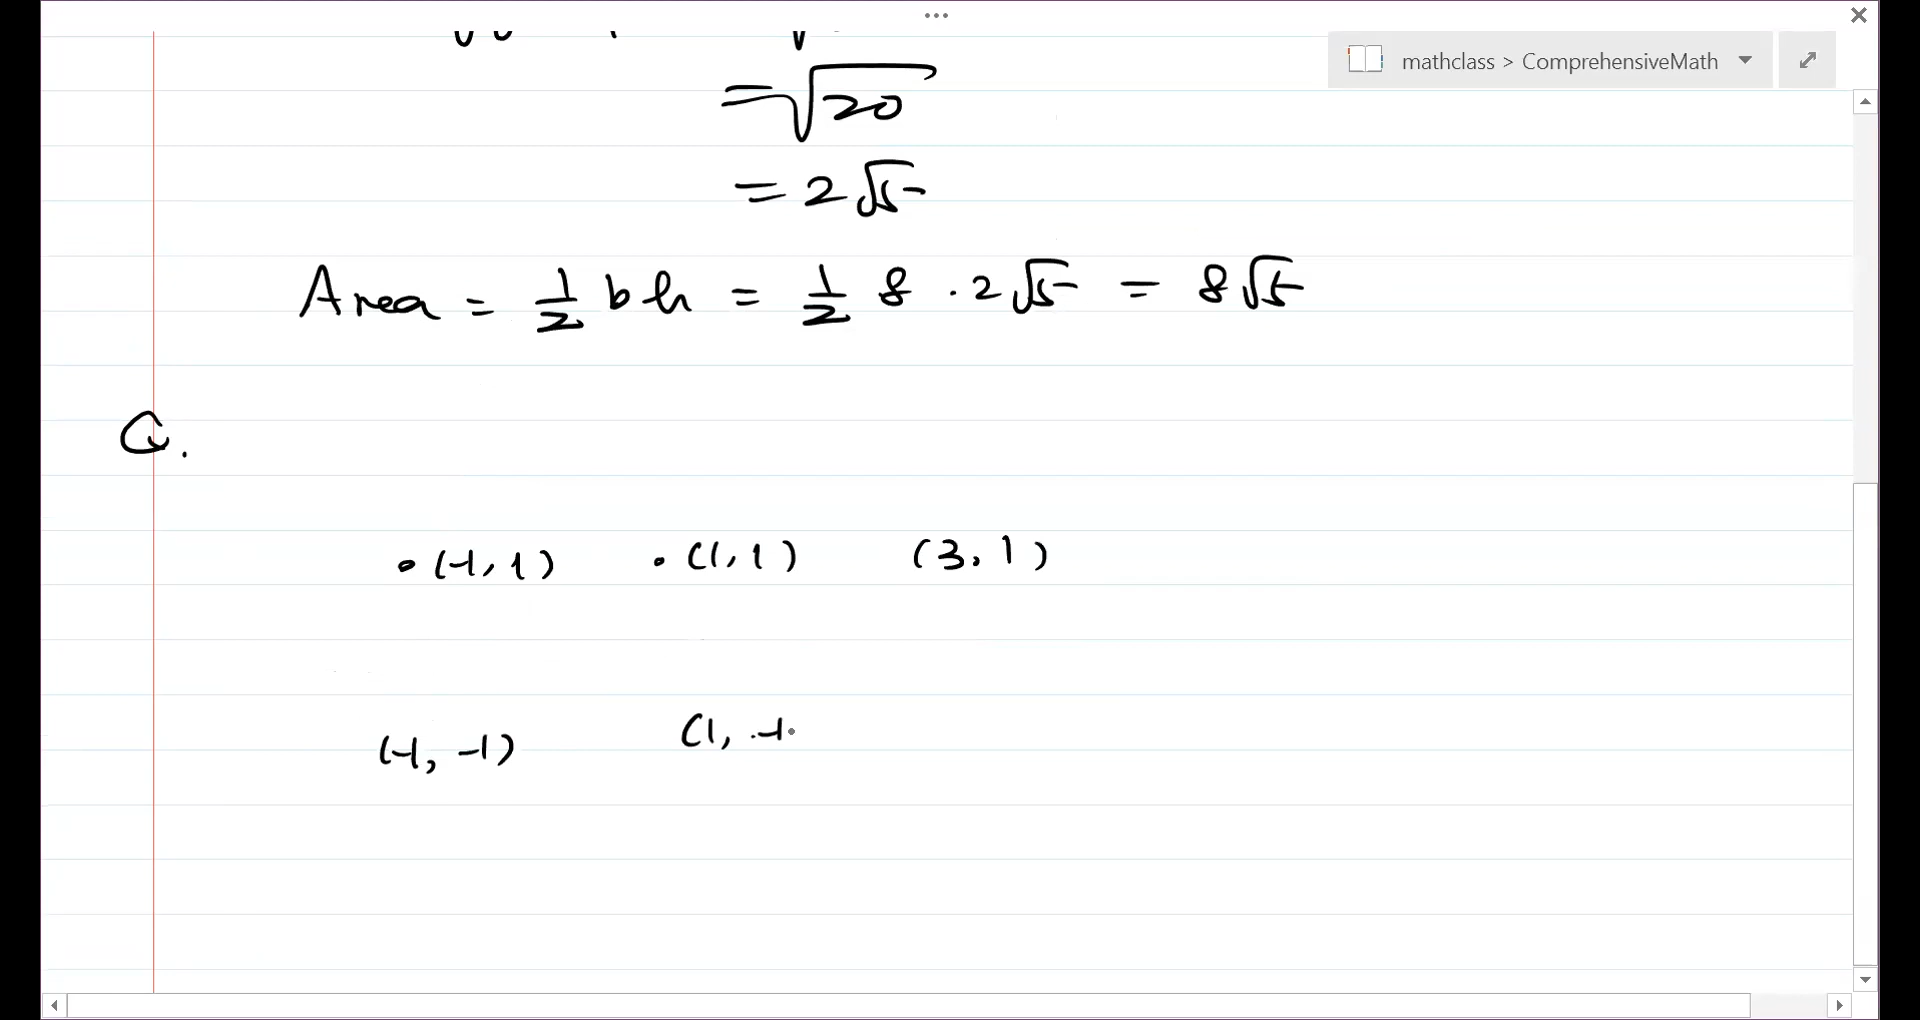 ...
mathclass > ComprehensiveMath
=√20
= 2√5
Area = 1/2 bh = 1/2 8 · 2√5 = 8√5
Q.
• (-1, 1) • (1, 1) (3, 1)
(-1, -1) (1, -1